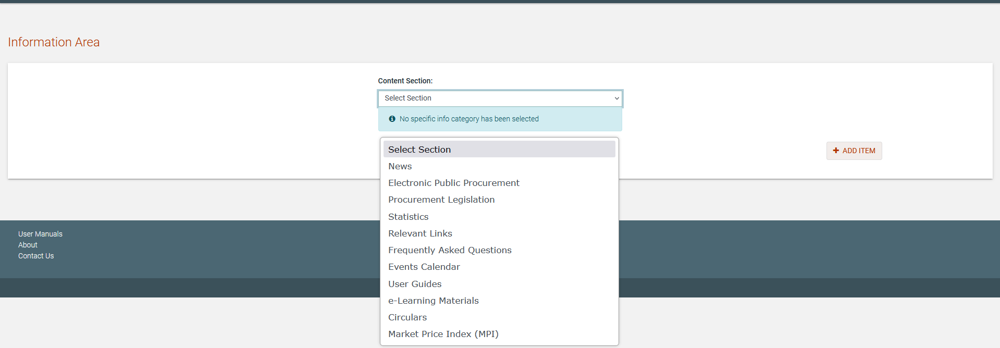 Information Area
Content Section:
Select Section
No specific info category has been selected
Select Section
News
Electronic Public Procurement
Procurement Legislation
Statistics
Relevant Links
Frequently Asked Questions
Events Calendar
User Guides
e-Learning Materials
Circulars
Market Price Index (MPI)
ADD ITEM
User Manuals
About
Contact Us